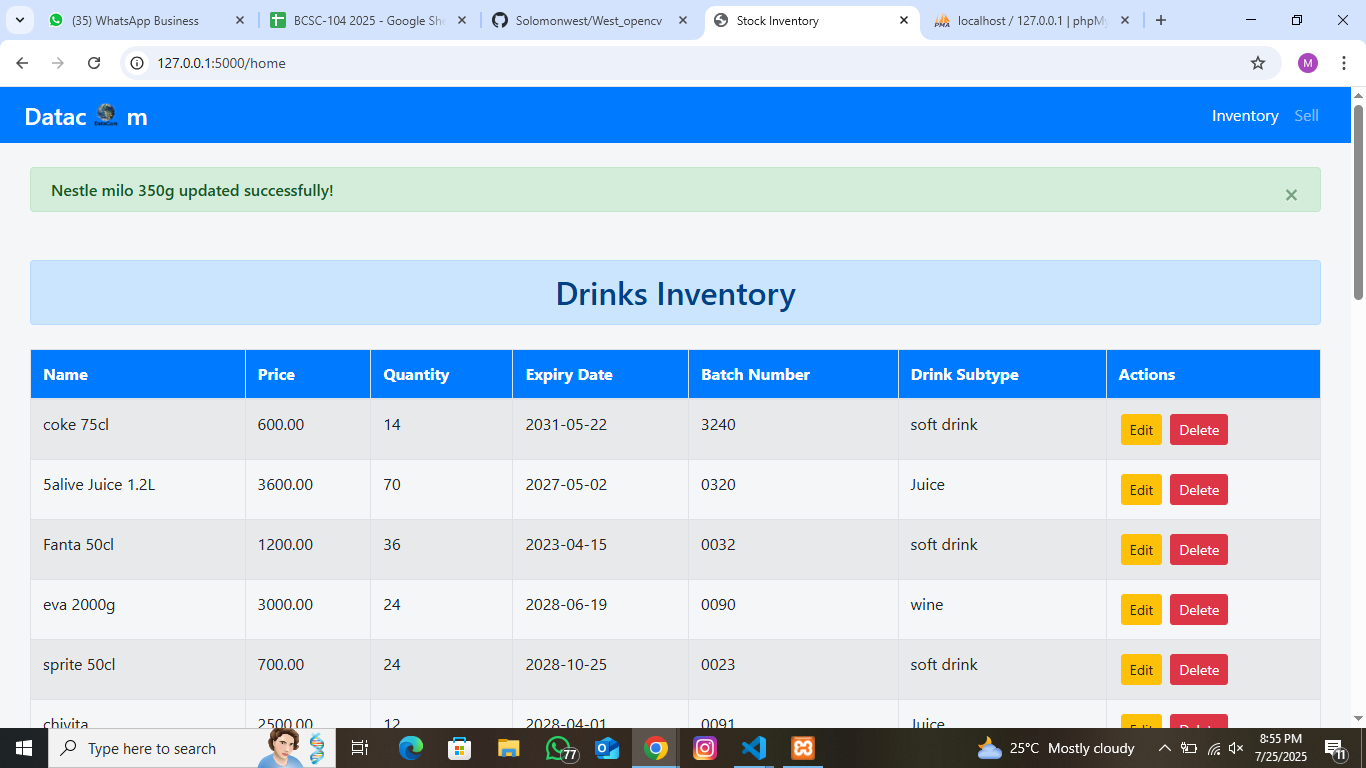 (35) WhatsApp Business
BCSC-104 2025 - Google She
Solomonwest/West_opencv
Stock Inventory
localhost / 127.0.0.1 | phpMy
127.0.0.1:5000/home
M
Datac m
Inventory Sell
Nestle milo 350g updated successfully! ×
Drinks Inventory
Name Price Quantity Expiry Date Batch Number Drink Subtype Actions
coke 75cl 600.00 14 2031-05-22 3240 soft drink Edit Delete
5alive Juice 1.2L 3600.00 70 2027-05-02 0320 Juice Edit Delete
Fanta 50cl 1200.00 36 2023-04-15 0032 soft drink Edit Delete
eva 2000g 3000.00 24 2028-06-19 0090 wine Edit Delete
sprite 50cl 700.00 24 2028-10-25 0023 soft drink Edit Delete
chivita 2500.00 12 2028-04-01 0091 Juice Edit Delete
Type here to search
77
25°C Mostly cloudy
8:55 PM
7/25/2025
11